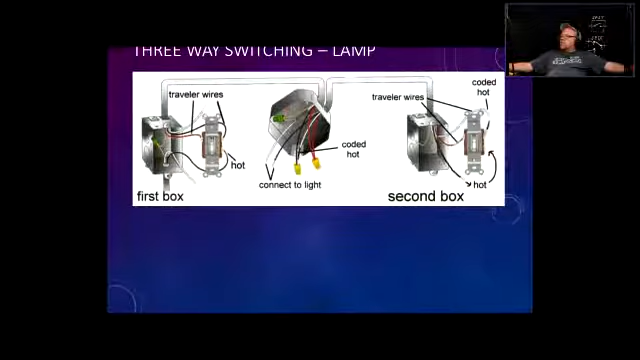 THREE WAY SWITCHING – LAMP
traveler wires
hot
first box
coded
hot
connect to light
traveler wires
coded
hot
hot
second box